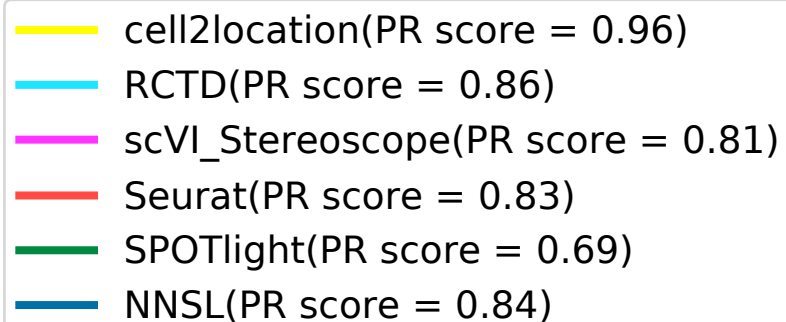 cell2location(PR score = 0.96)
RCTD(PR score = 0.86)
scVI_Stereoscope(PR score = 0.81)
Seurat(PR score = 0.83)
SPOTlight(PR score = 0.69)
NNSL(PR score = 0.84)